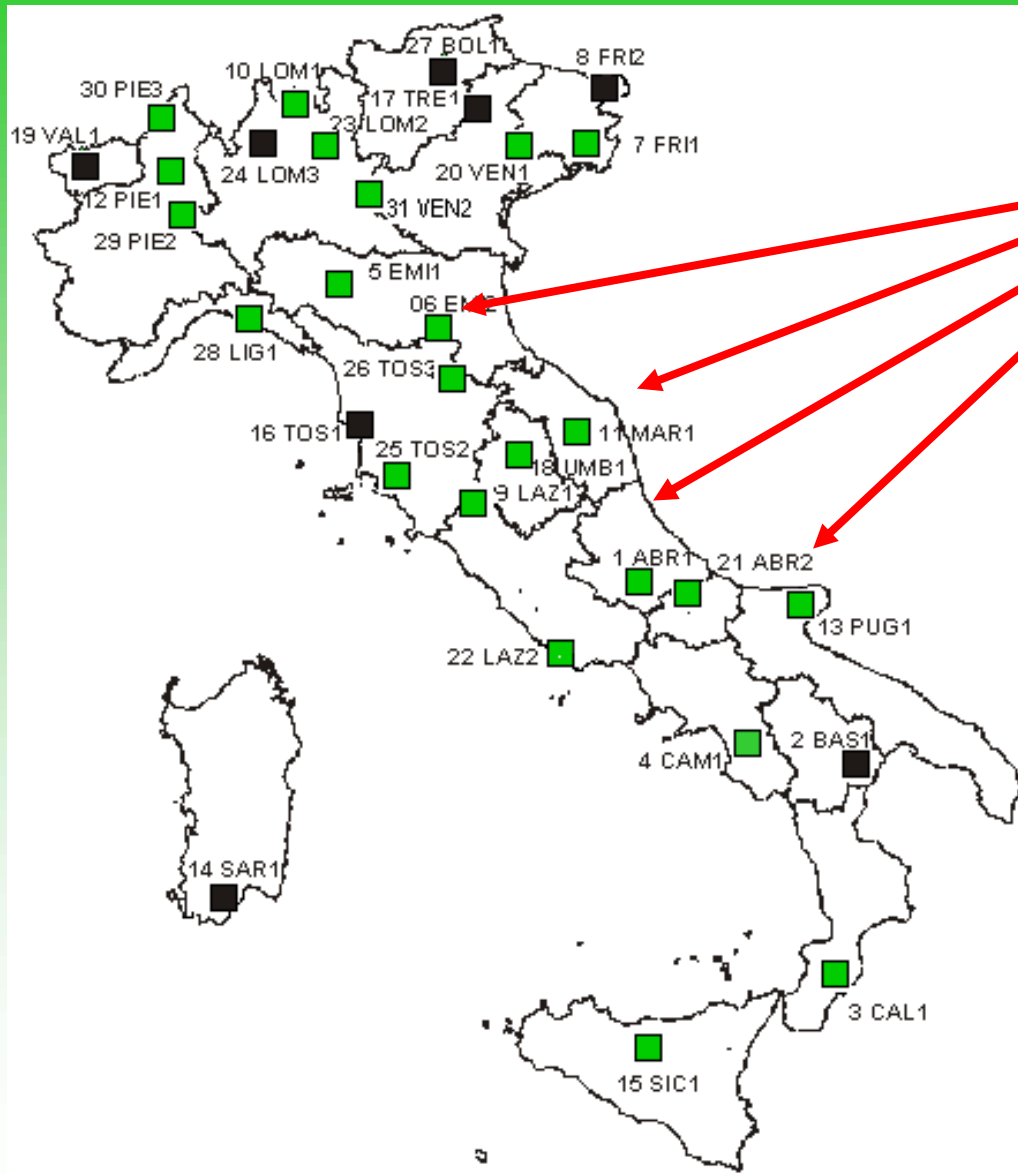 27 BOL1
8 FRI2
10 LOM1
30 PIE3
17 TRE1
23 LOM2
19 VAL1
7 FRI1
24 LOM3
20 VEN1
12 PIE1
31 VEN2
29 PIE2
5 EMI1
06 EMI2
28 LIG1
26 TOS3
16 TOS1
11 MAR1
25 TOS2
18 UMB1
9 LAZ1
1 ABR1
21 ABR2
13 PUG1
22 LAZ2
2 BAS1
4 CAM1
14 SAR1
3 CAL1
15 SIC1